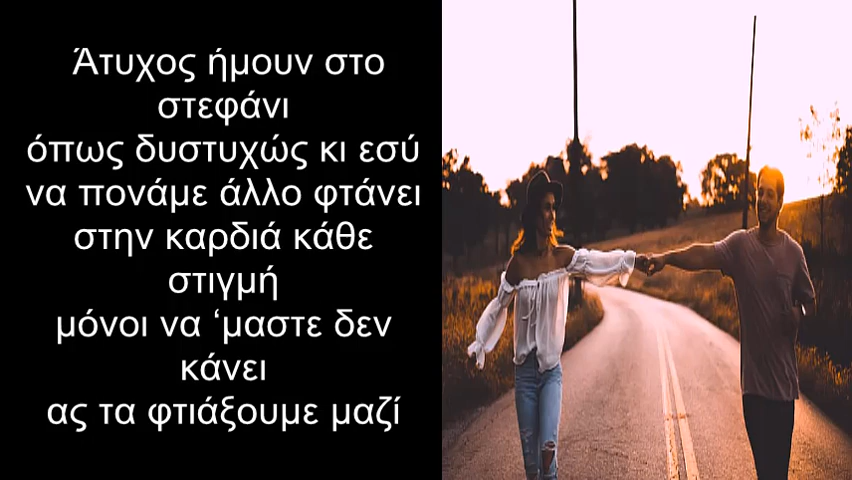 Άτυχος ήμουν στο
στεφάνι
όπως δυστυχώς κι εσύ
να πονάμε άλλο φτάνει
στην καρδιά κάθε
στιγμή
μόνοι να ‘μαστε δεν
κάνει
ας τα φτιάξουμε μαζί